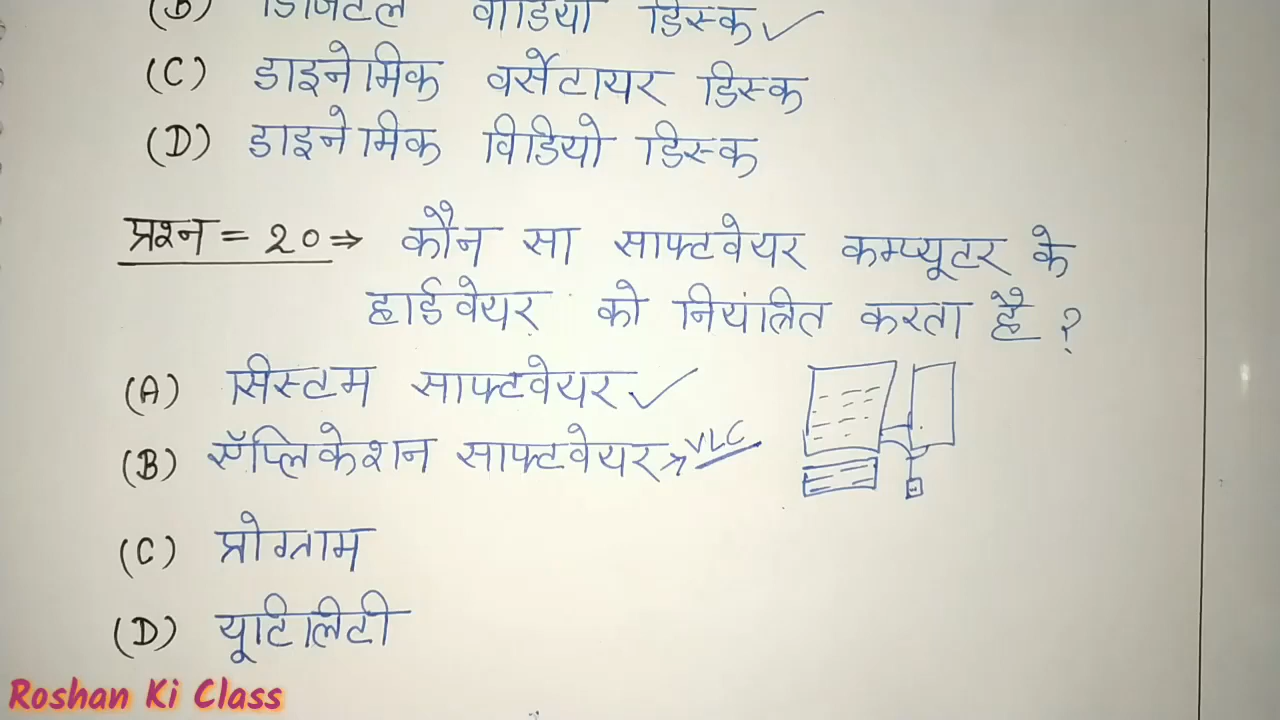 (B) डिजिटल वीडियो डिस्क ✓
(C) डाइनेमिक वर्सेटायर डिस्क
(D) डाइनेमिक विडियो डिस्क
प्रश्न = 20 ⇒ कौन सा साफ्टवेयर कम्प्यूटर के
हार्डवेयर को नियंत्रित करता है ?
(A) सिस्टम साफ्टवेयर ✓
(B) एॅप्लिकेशन साफ्टवेयर → VLC
(C) प्रोग्राम
(D) यूटिलिटी
Roshan Ki Class